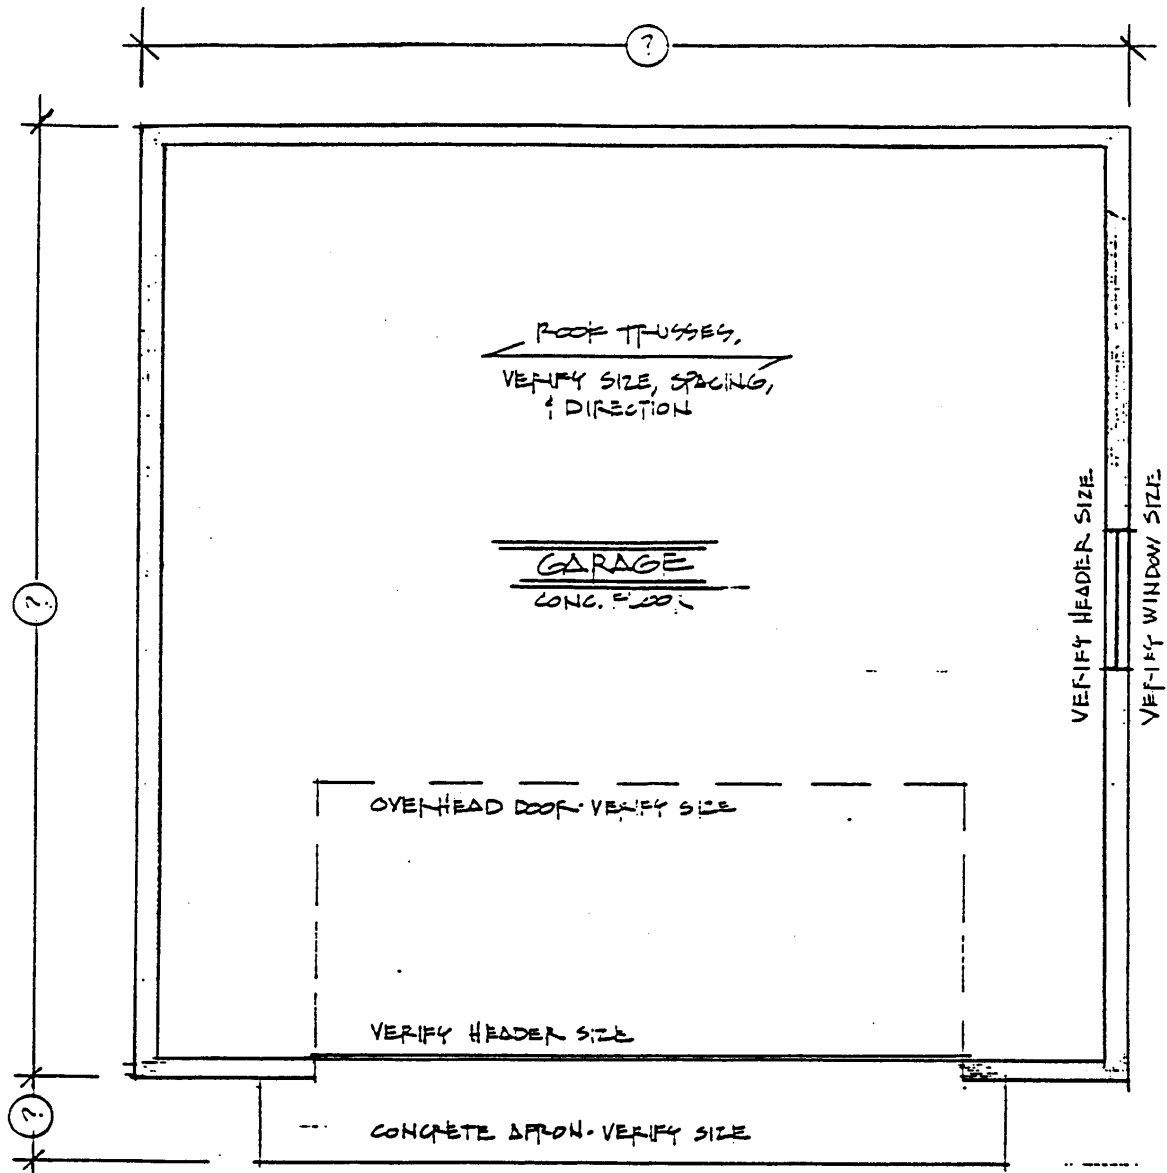 ?
ROOF TRUSSES,
VERIFY SIZE, SPACING,
& DIRECTION
VERIFY HEADER SIZE
VERIFY WINDOW SIZE
GARAGE
CONC. FLOOR
?
OVERHEAD DOOR · VERIFY SIZE
VERIFY HEADER SIZE
?
CONCRETE APRON · VERIFY SIZE